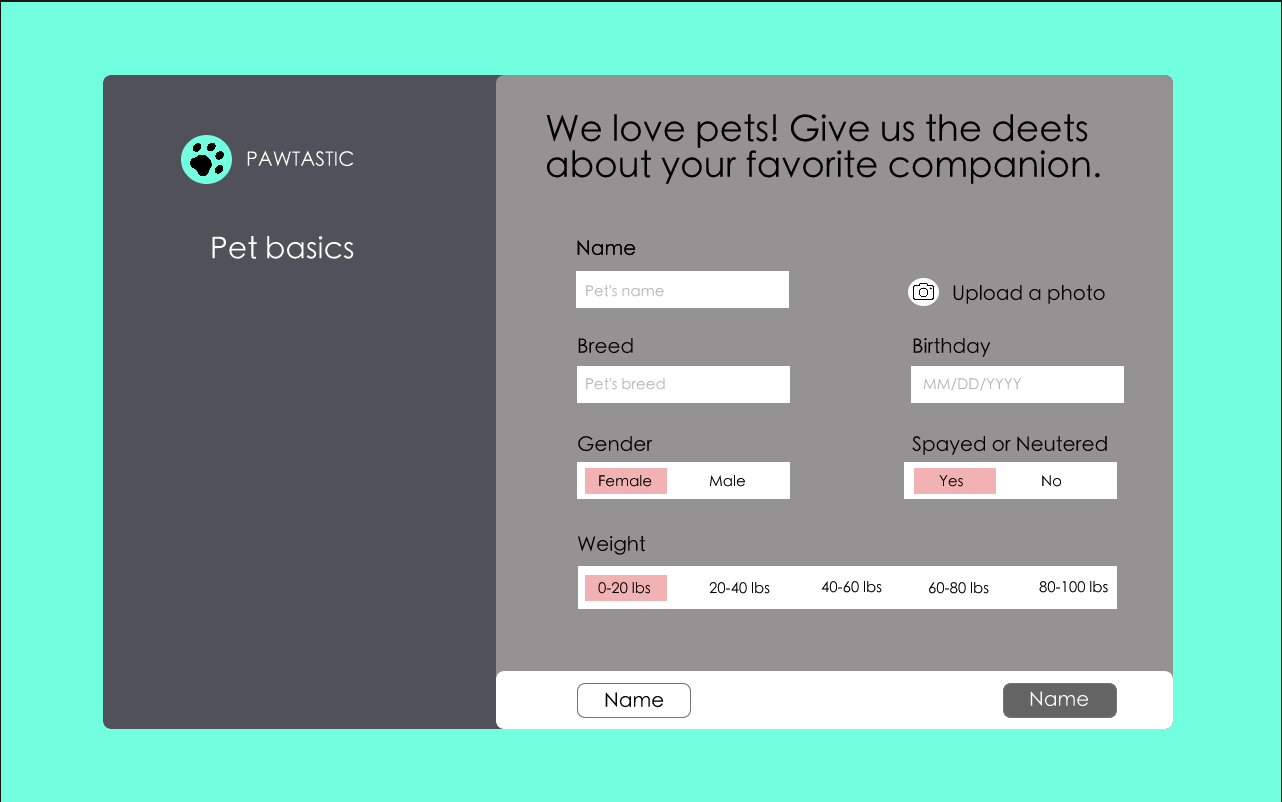 PAWTASTIC
Pet basics
We love pets! Give us the deets
about your favorite companion.
Name
Pet's name
Upload a photo
Breed
Birthday
Pet's breed
MM/DD/YYYY
Gender
Spayed or Neutered
Female Male
Yes No
Weight
0-20 lbs 20-40 lbs 40-60 lbs 60-80 lbs 80-100 lbs
Name
Name